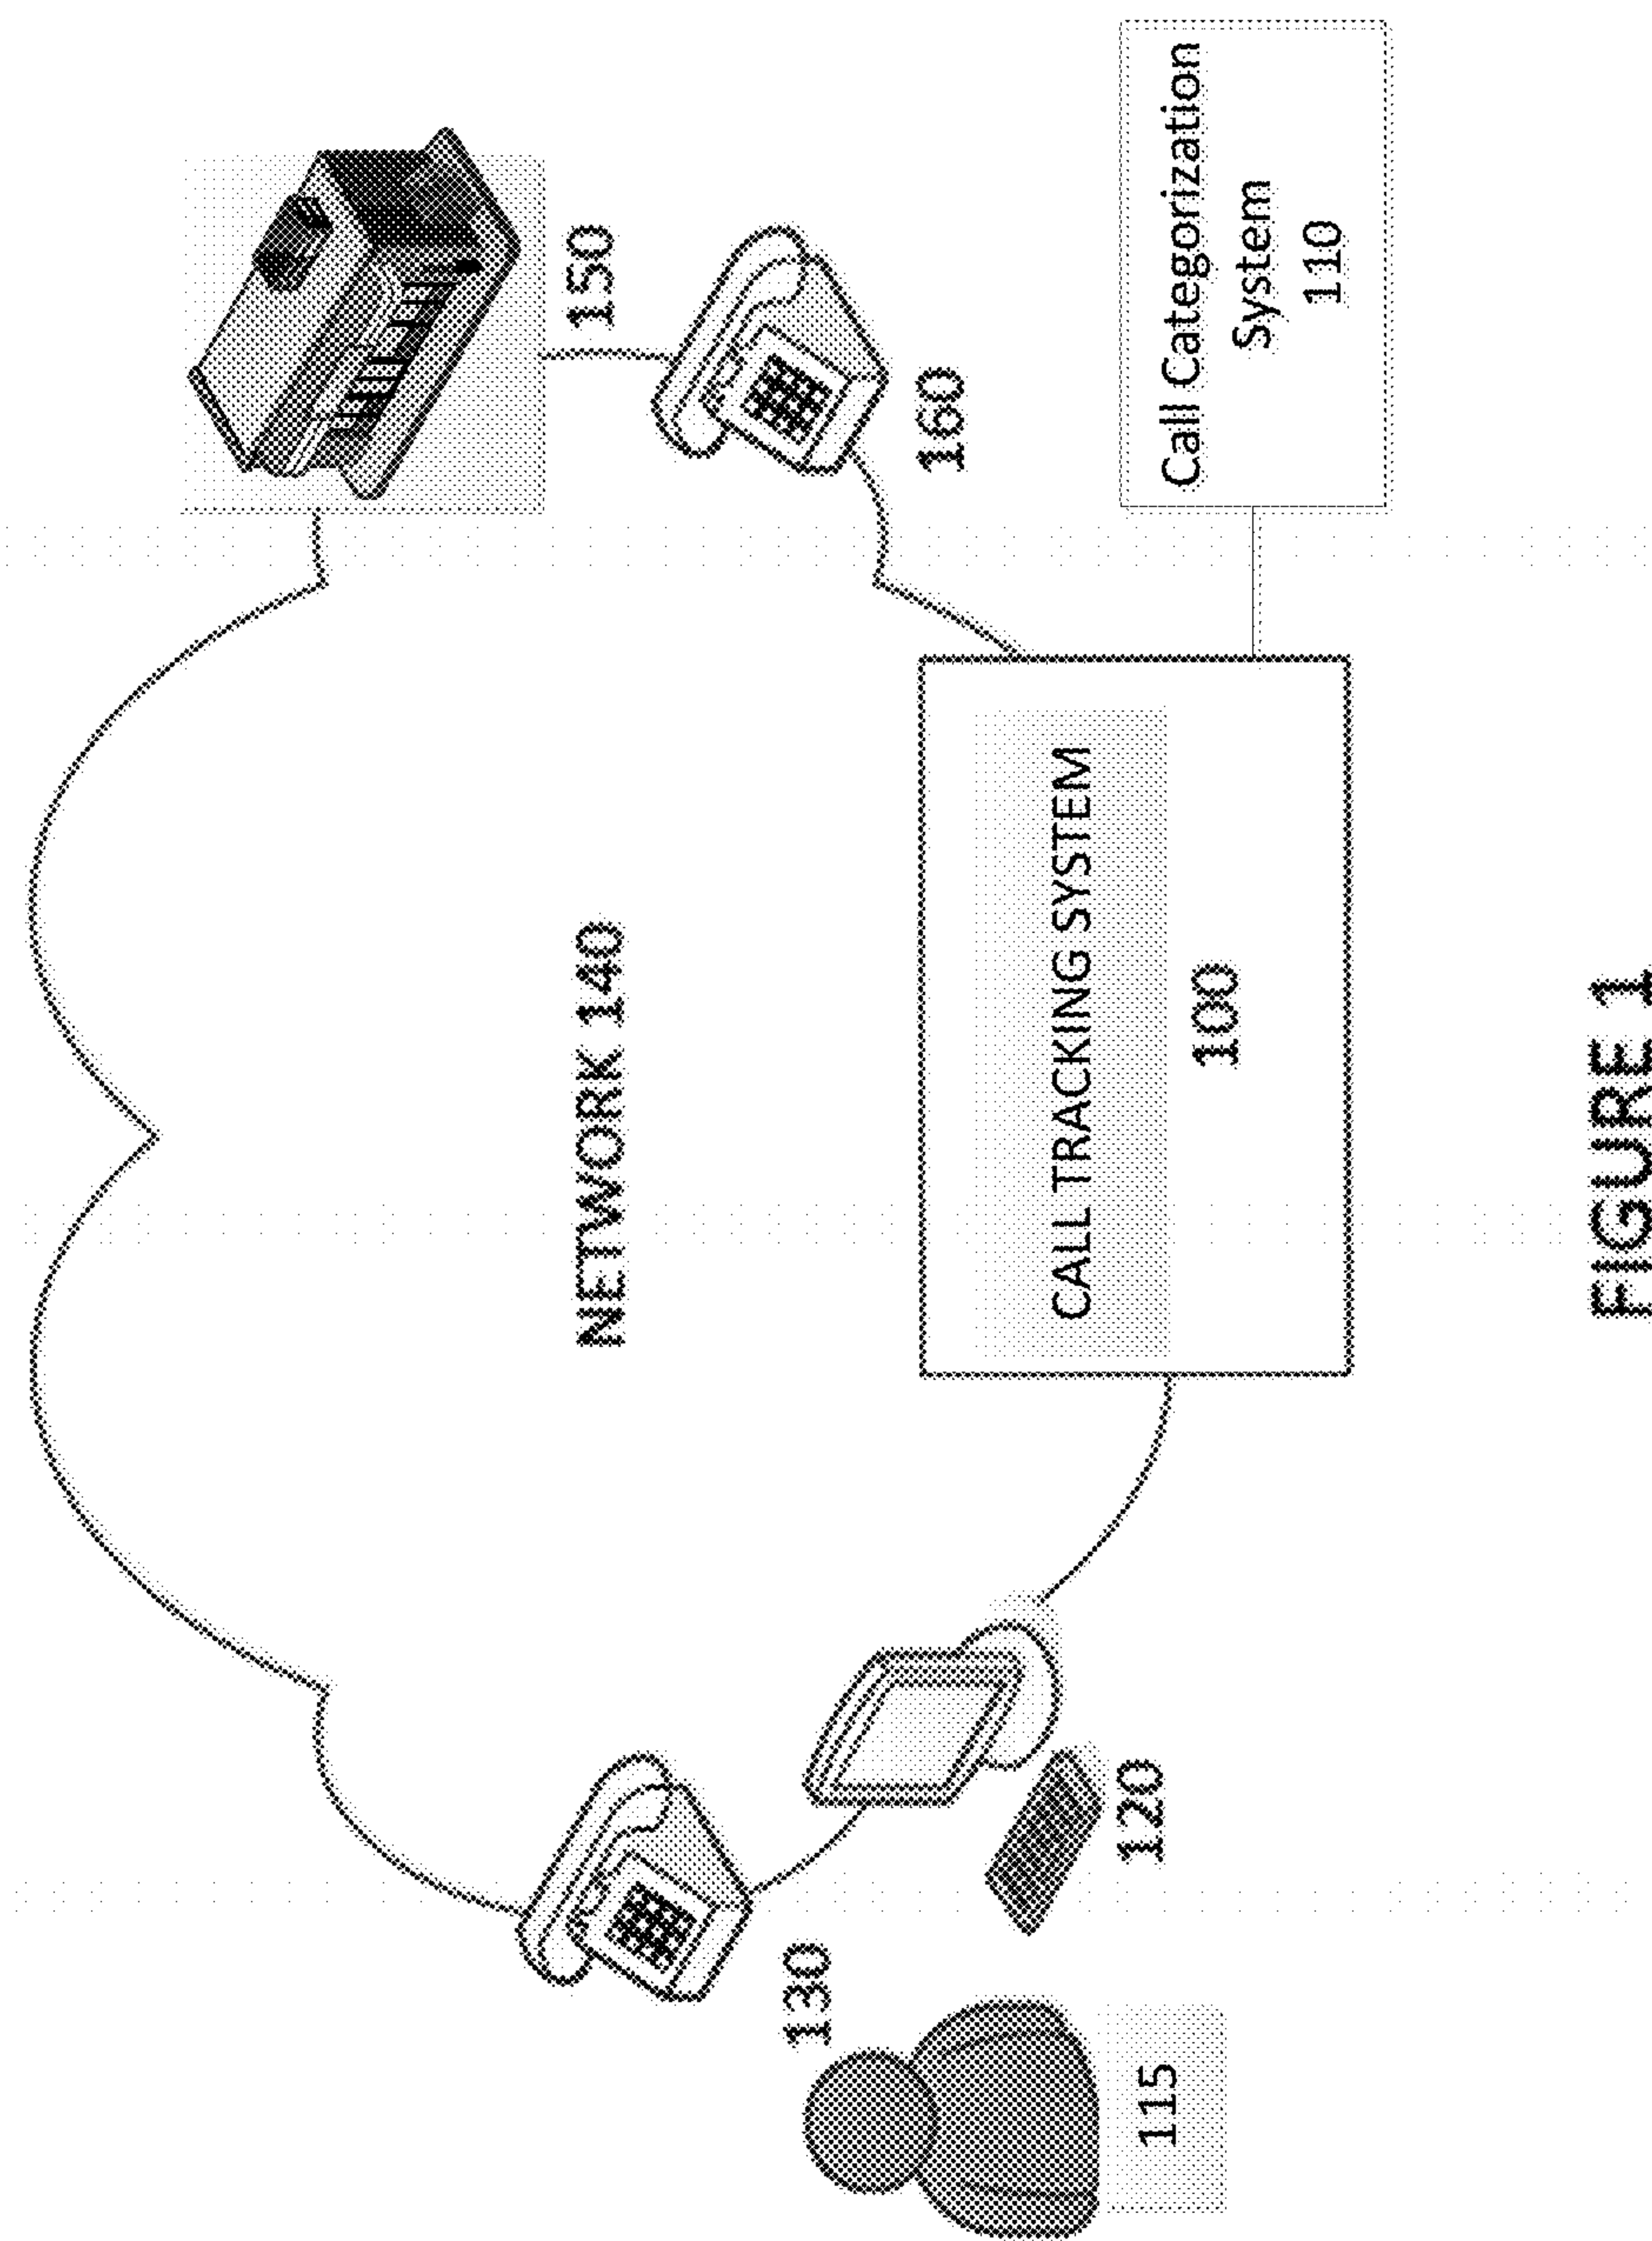 150
160
NETWORK 140
130
120
115
CALL TRACKING SYSTEM
100
Call Categorization
System
110
FIGURE 1